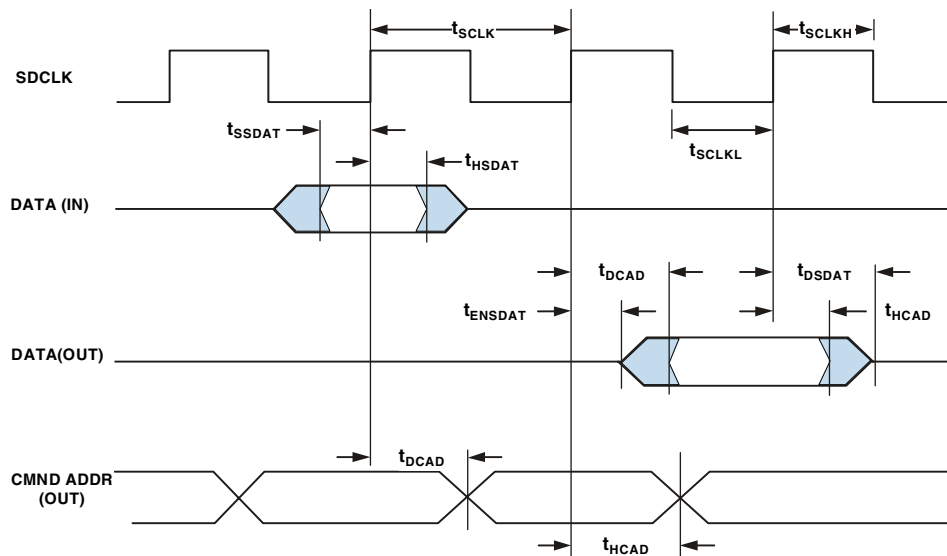 tSCLK
tSCLKH
SDCLK
tSSDAT
tSCLKL
tHSDAT
DATA (IN)
tDCAD
tDSDAT
tENSDAT
tHCAD
DATA(OUT)
tDCAD
CMND ADDR
(OUT)
tHCAD